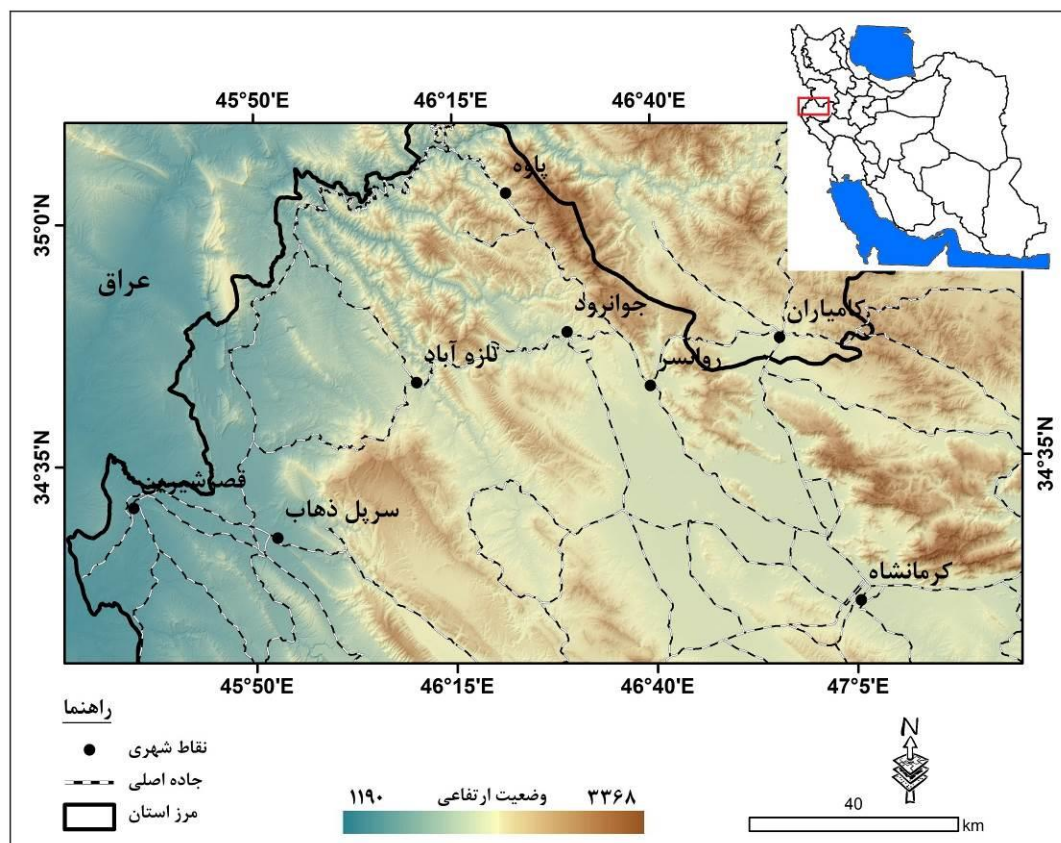 45°50'E 46°15'E 46°40'E
پاوه
35°0'N
عراق
جوانرود
کامیاران
تازه آباد
روانسر
34°35'N
34°35'N
قصرشیرین
سرپل ذهاب
کرمانشاه
45°50'E 46°15'E 46°40'E 47°5'E
راهنما
نقاط شهری
جاده اصلی
مرز استان
۱۱۹۰ وضعیت ارتفاعی ۳۳۶۸
N
40
km